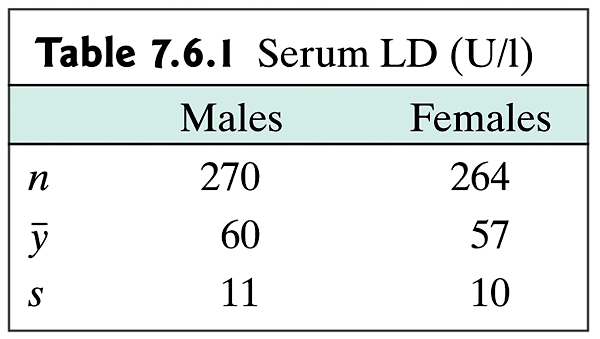 Table 7.6.1 Serum LD (U/l)
Males Females
n 270 264
ȳ 60 57
s 11 10